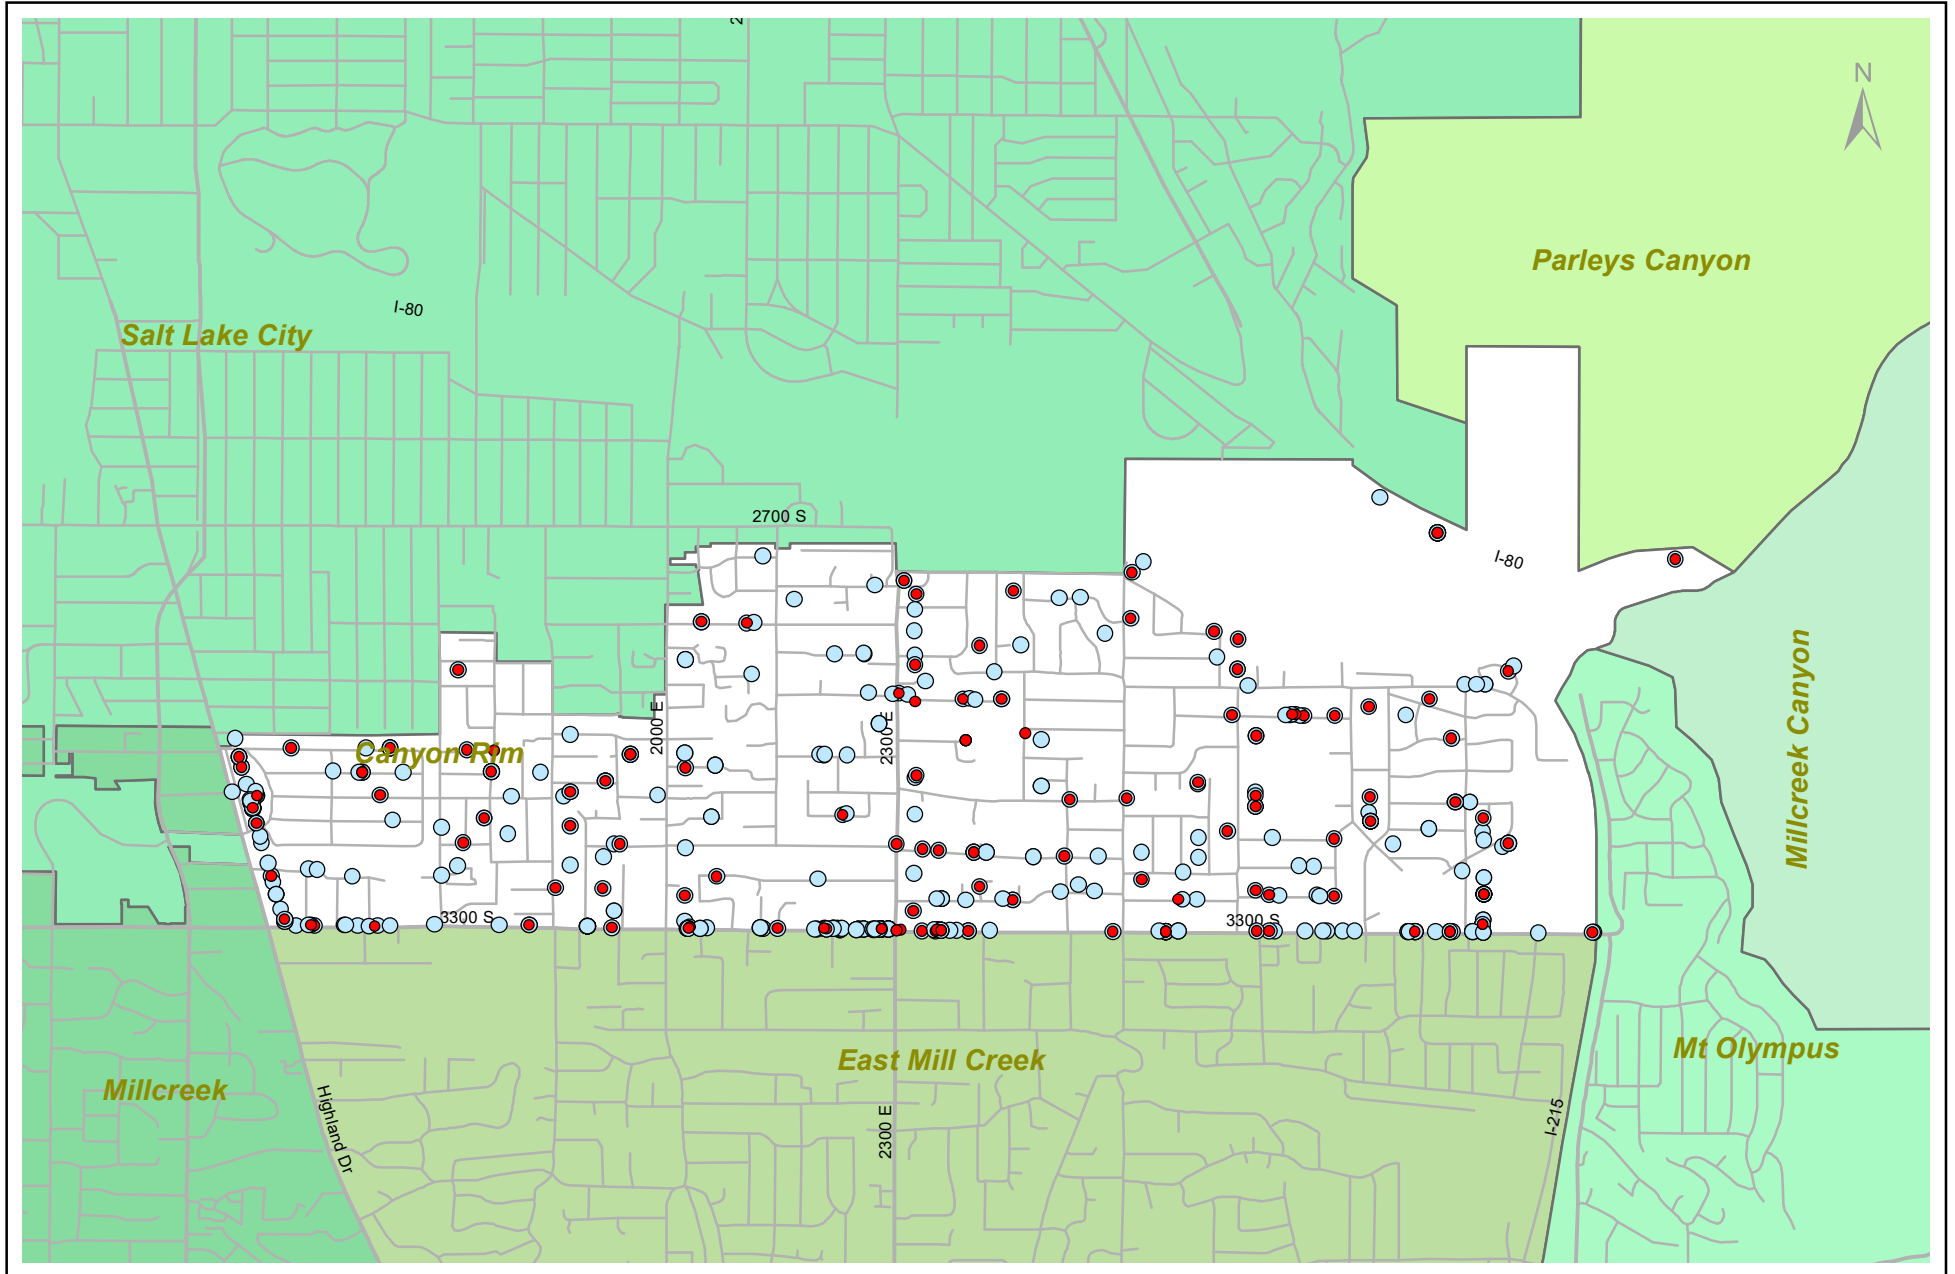 N
Parleys Canyon
I-80
Salt Lake City
2700 S
I-80
Millcreek Canyon
2000 E
2300 E
Canyon Rim
3300 S
3300 S
Mt Olympus
East Mill Creek
Millcreek
Highland Dr
2300 E
I-215